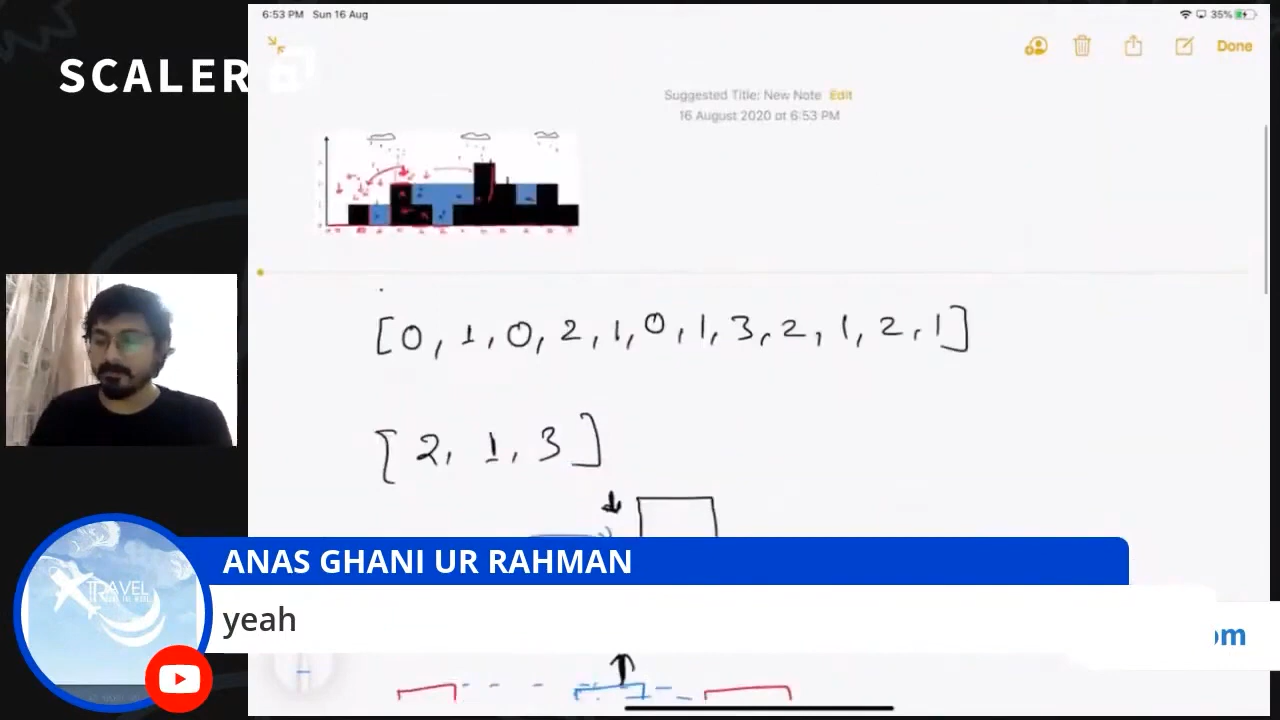 6:53 PM Sun 16 Aug
35%
SCALER
Done
Suggested Title: New Note Edit
16 August 2020 at 6:53 PM
[0, 1, 0, 2, 1, 0, 1, 3, 2, 1, 2, 1]
[2, 1, 3]
ANAS GHANI UR RAHMAN
yeah
om
TRAVEL